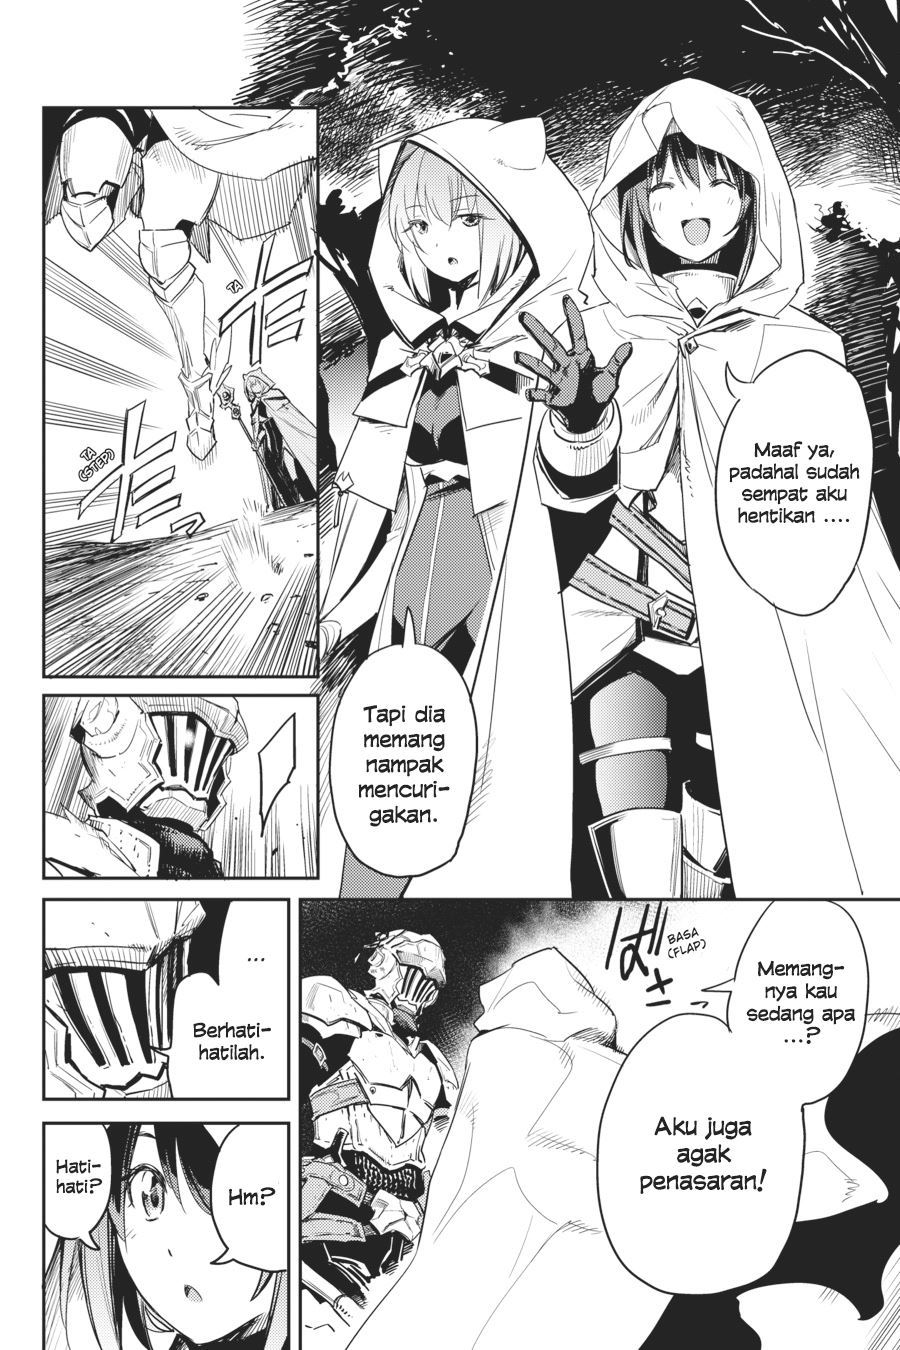 Maaf ya,
padahal sudah
sempat aku
hentikan ....
Tapi dia
memang
nampak
mencuri-
gakan.
TA
TA
(STEP)
Memang-
nya kau
sedang apa
...?
BASA
(FLAP)
Aku juga
agak
penasaran!
...
Berhati-
hatilah.
Hm?
Hati-
hati?